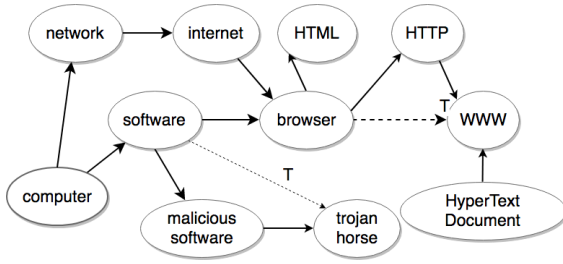 network
internet
HTML
HTTP
T
software
browser
WWW
T
computer
malicious
software
trojan
horse
HyperText
Document